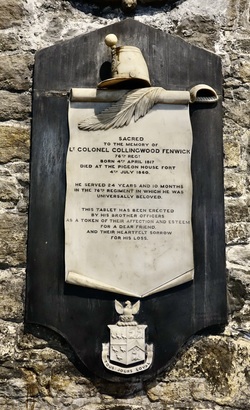 SACRED
TO THE MEMORY OF
LT COLONEL COLLINGWOOD FENWICK
76TH REGT
BORN 4TH APRIL 1817
DIED AT THE PIGEON HOUSE FORT
4TH JULY 1860.
HE SERVED 24 YEARS AND 10 MONTHS
IN THE 76TH REGIMENT IN WHICH HE WAS
UNIVERSALLY BELOVED.
THIS TABLET HAS BEEN ERECTED
BY HIS BROTHER OFFICERS
AS A TOKEN OF THEIR AFFECTION AND ESTEEM
FOR A DEAR FRIEND,
AND THEIR HEARTFELT SORROW
FOR HIS LOSS.